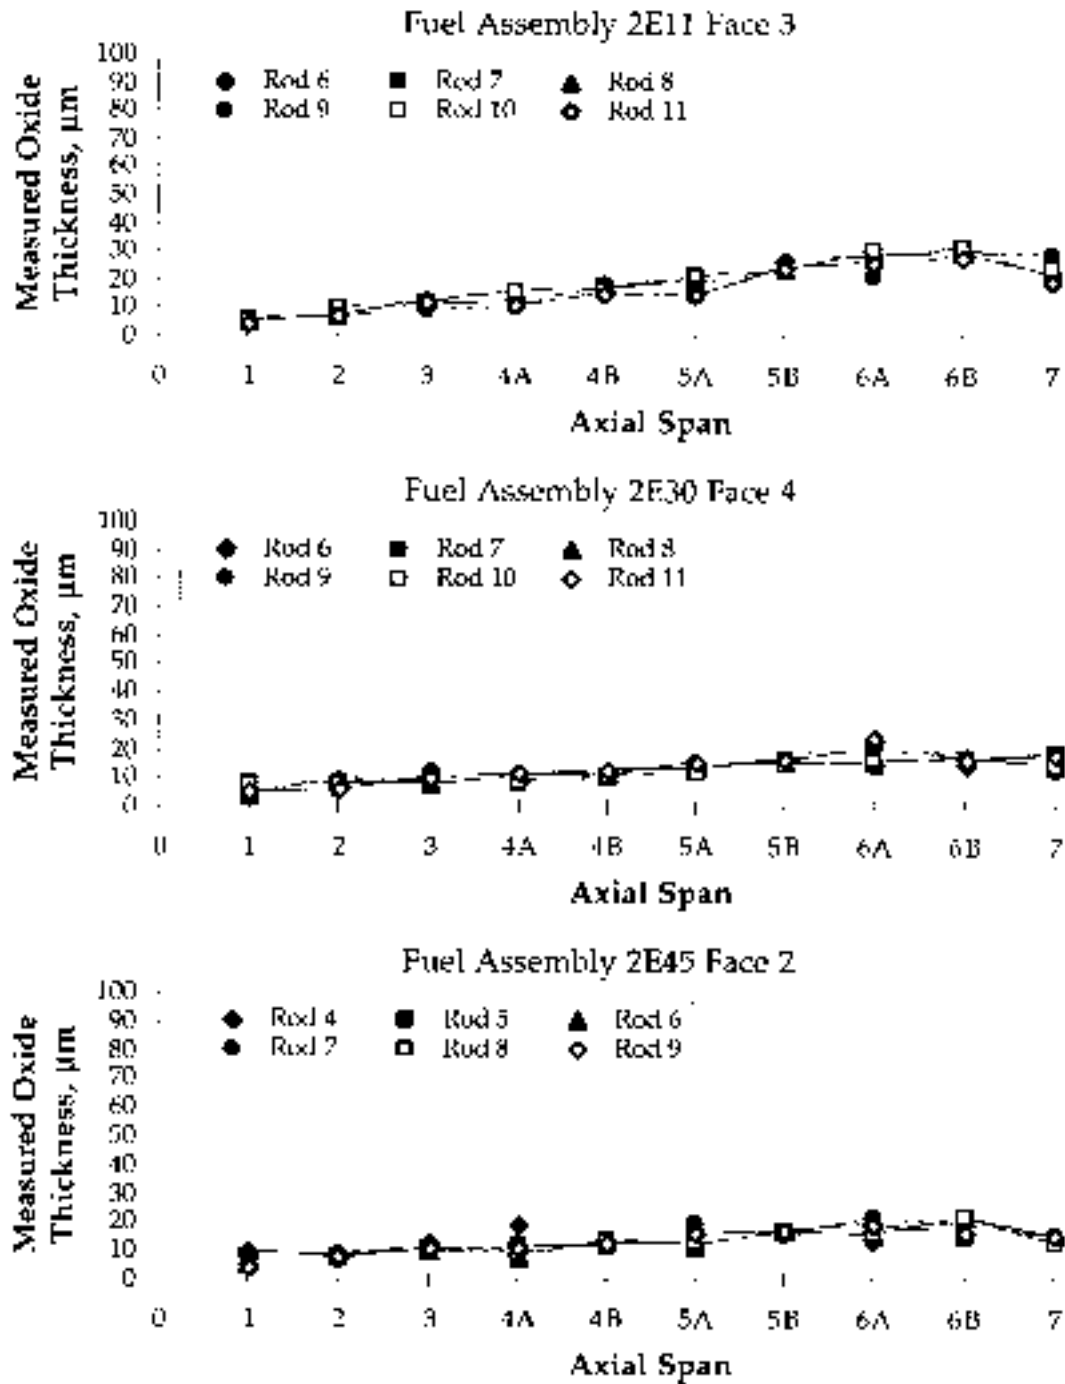 Fuel Assembly 2E11 Face 3
Measured Oxide
Thickness, µm
100
90
80
70
60
50
40
30
20
10
0
Rod 6 Rod 7 Rod 8
Rod 9 Rod 10 Rod 11
0 1 2 3 4A 4B 5A 5B 6A 6B 7
Axial Span
Fuel Assembly 2E30 Face 4
Measured Oxide
Thickness, µm
100
90
80
70
60
50
40
30
20
10
0
Rod 6 Rod 7 Rod 8
Rod 9 Rod 10 Rod 11
0 1 2 3 4A 4B 5A 5B 6A 6B 7
Axial Span
Fuel Assembly 2E45 Face 2
Measured Oxide
Thickness, µm
100
90
80
70
60
50
40
30
20
10
0
Rod 4 Rod 5 Rod 6
Rod 7 Rod 8 Rod 9
0 1 2 3 4A 4B 5A 5B 6A 6B 7
Axial Span